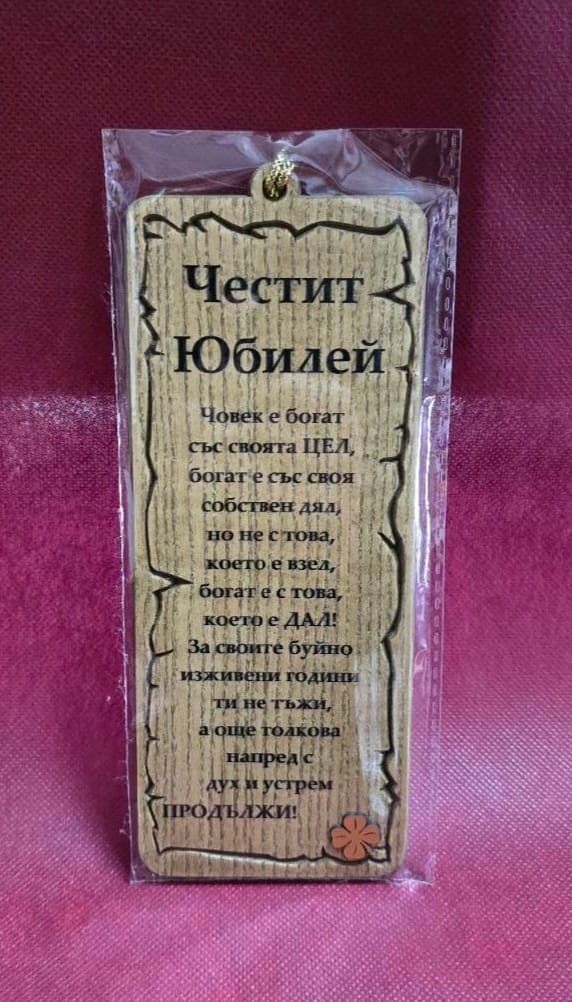 Честит
Юбилей
Човек е богат
със своята ЦЕЛ,
богат е със своя
собствен дял,
но не с това,
което е взел,
богат е с това,
което е ДАЛ!
За своите буйно
изживени години
ти не тъжи,
а още толкова
напред с
дух и устрем
ПРОДЪЛЖИ!